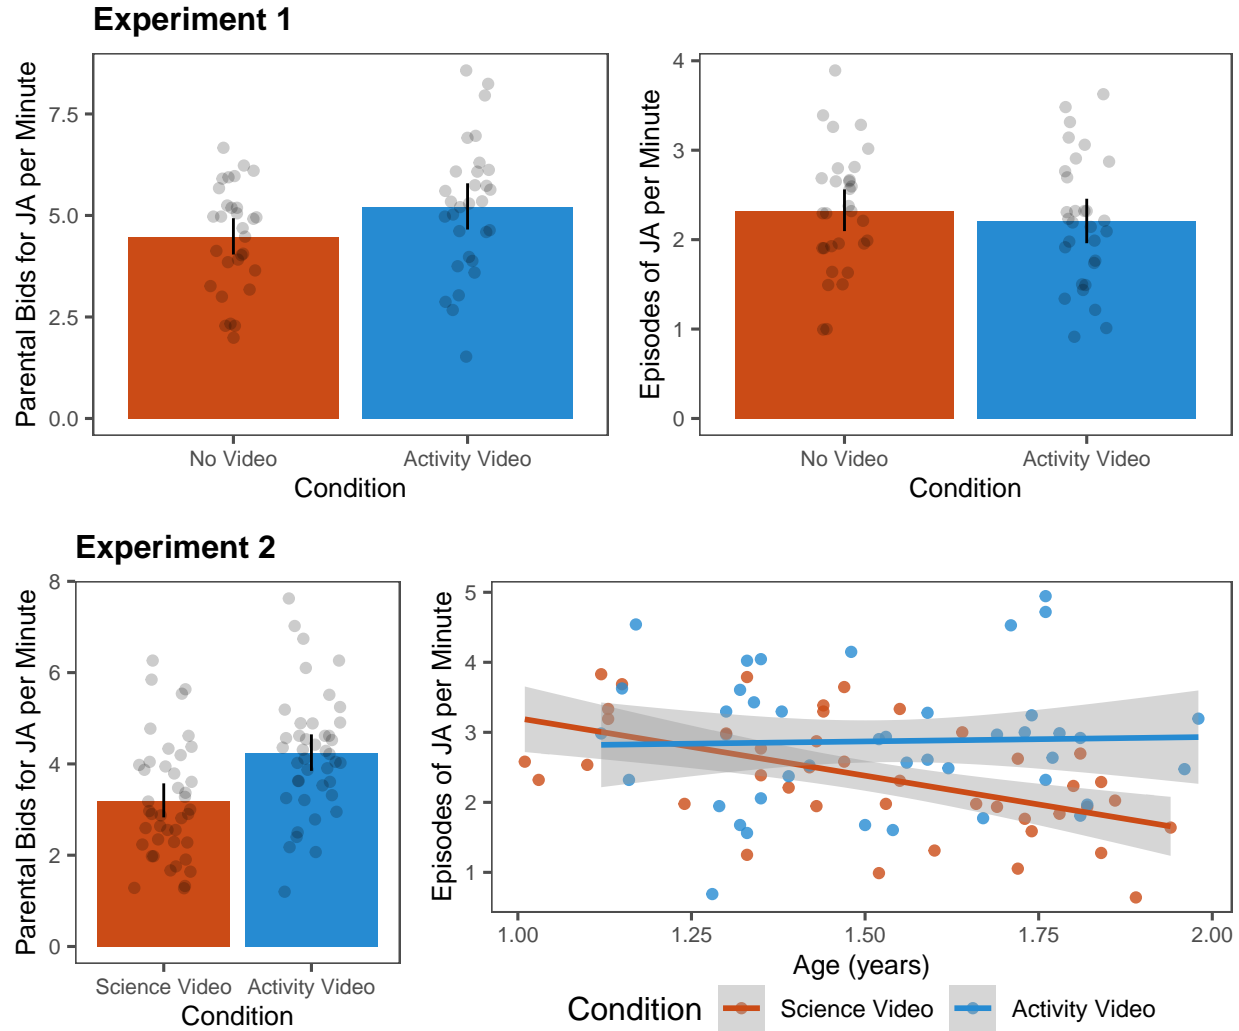 Experiment 1
Parental Bids for JA per Minute
7.5
5.0
2.5
0.0
No Video
Activity Video
Condition
Episodes of JA per Minute
4
3
2
1
0
No Video
Activity Video
Condition
Experiment 2
Parental Bids for JA per Minute
8
6
4
2
0
Science Video
Activity Video
Condition
Episodes of JA per Minute
5
4
3
2
1
1.00
1.25
1.50
1.75
2.00
Age (years)
Condition
Science Video
Activity Video